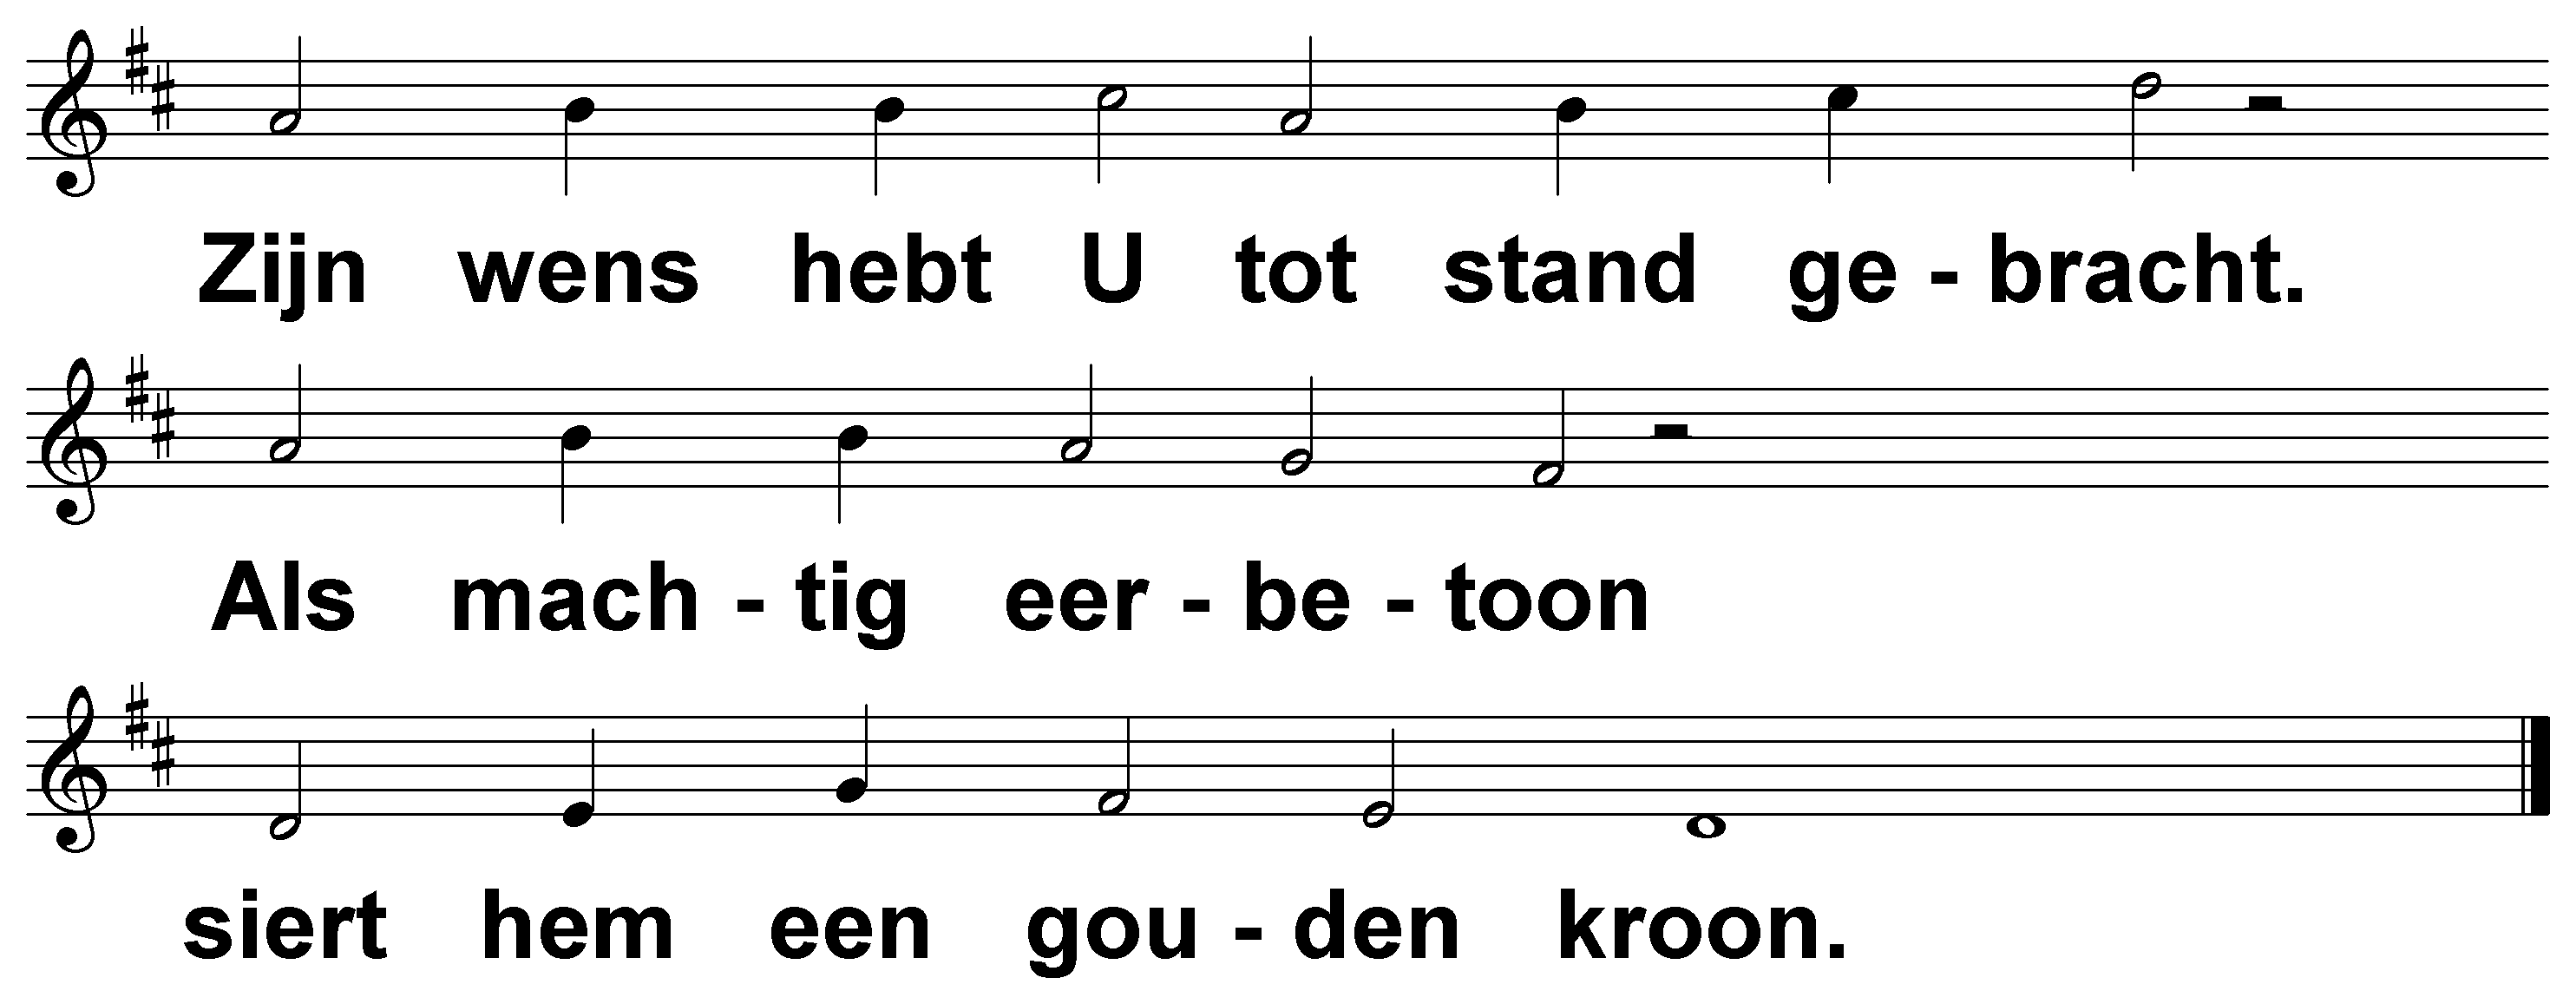 Zijn wens hebt U tot stand ge - bracht.
Als mach - tig eer - be - toon
siert hem een gou - den kroon.